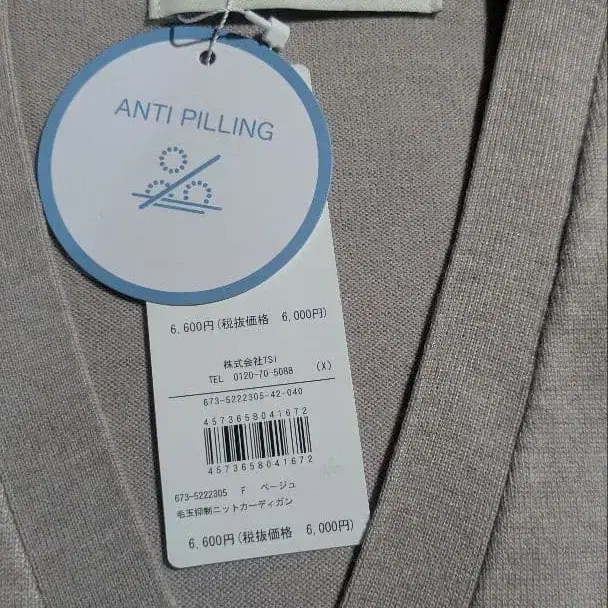 ANTI PILLING
6,600円(税抜価格 6,000円)
株式会社TSI
TEL 0120-70-5088 (X)
673-5222305-42-040
4573658041672
4573658041672
673-5222305 F ベージュ
毛玉抑制ニットカーディガン
6,600円(税抜価格 6,000円)